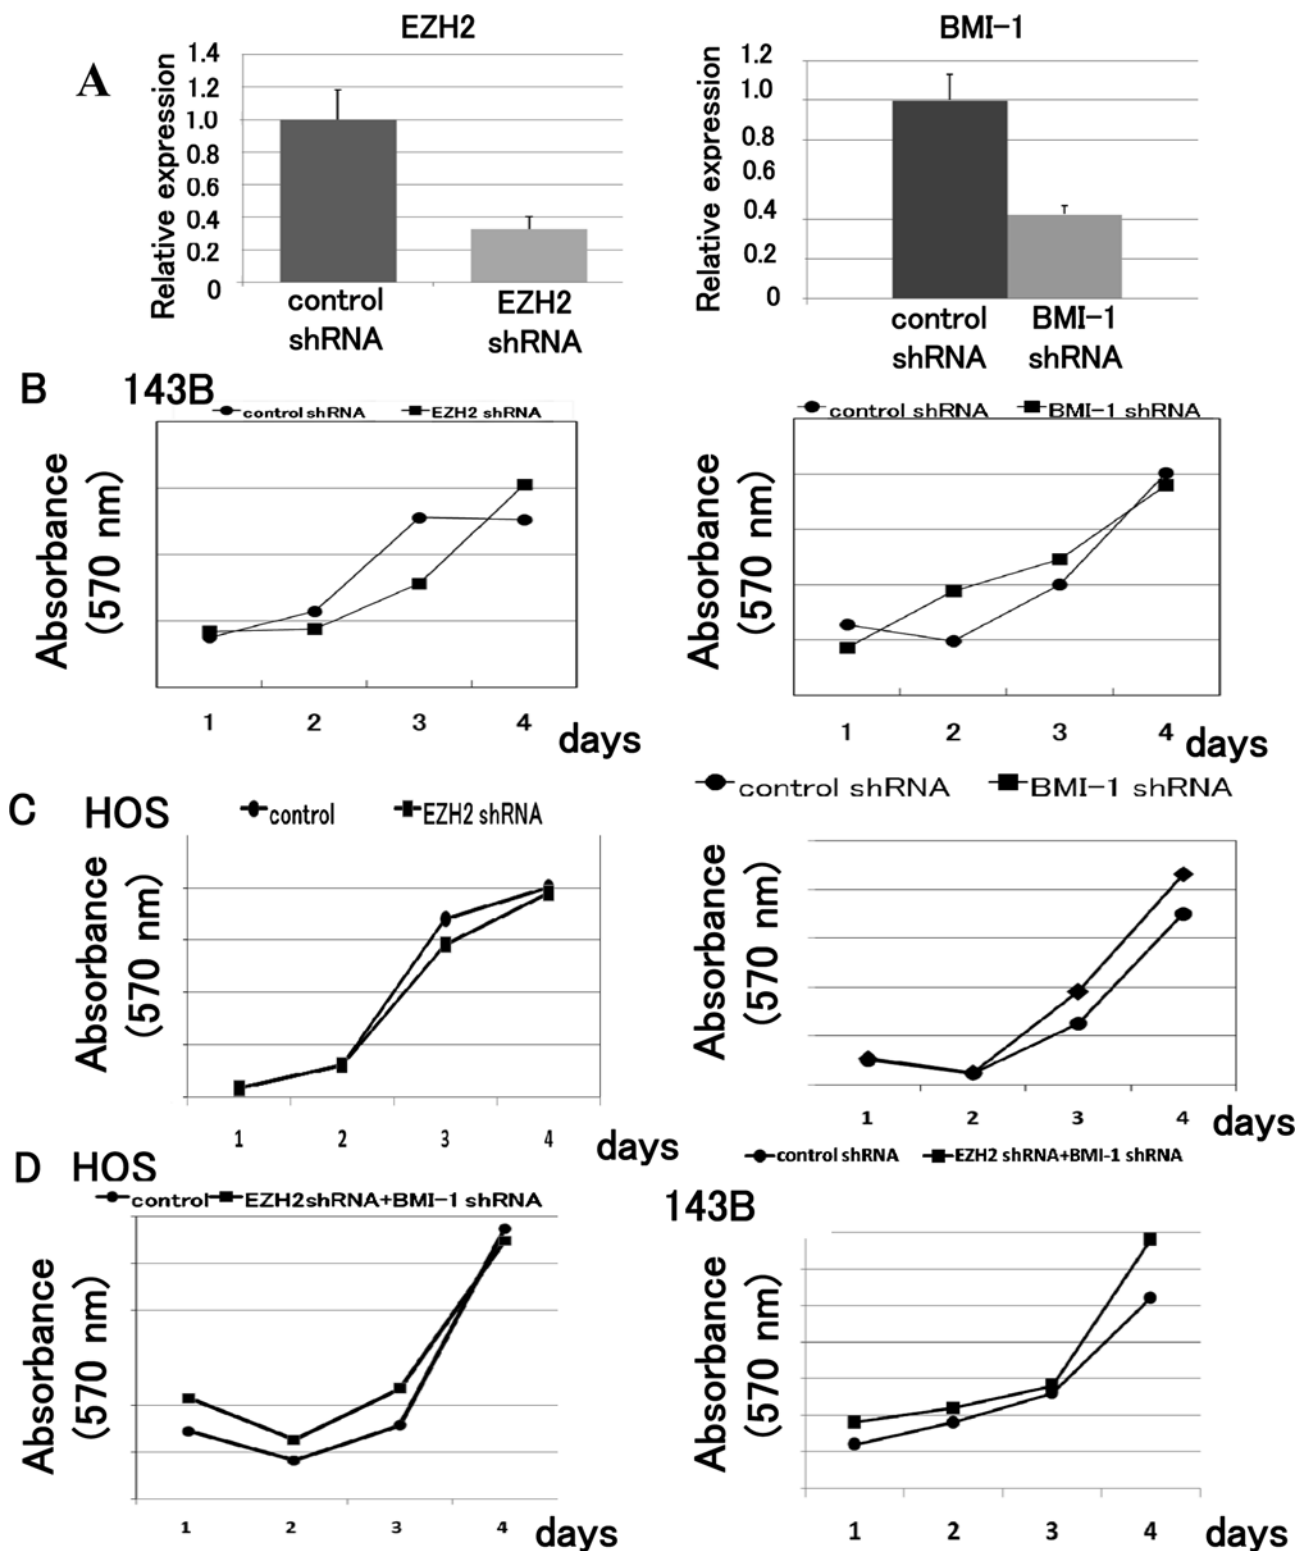 EZH2
BMI-1
A
Relative expression
1.4
1.2
1.0
0.8
0.6
0.4
0.2
0
control
shRNA
EZH2
shRNA
Relative expression
1.2
1.0
0.8
0.6
0.4
0.2
0
control
shRNA
BMI-1
shRNA
B 143B
control shRNA EZH2 shRNA
Absorbance
(570 nm)
1 2 3 4 days
control shRNA BMI-1 shRNA
Absorbance
(570 nm)
1 2 3 4 days
C HOS
control EZH2 shRNA
Absorbance
(570 nm)
1 2 3 4 days
control shRNA BMI-1 shRNA
Absorbance
(570 nm)
1 2 3 4 days
D HOS
control EZH2shRNA+BMI-1 shRNA
Absorbance
(570 nm)
1 2 3 4 days
control shRNA EZH2 shRNA+BMI-1 shRNA
143B
Absorbance
(570 nm)
1 2 3 4 days